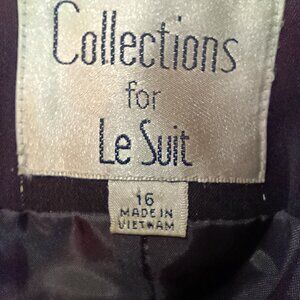 Collections
for
Le Suit
16
MADE IN
VIETNAM